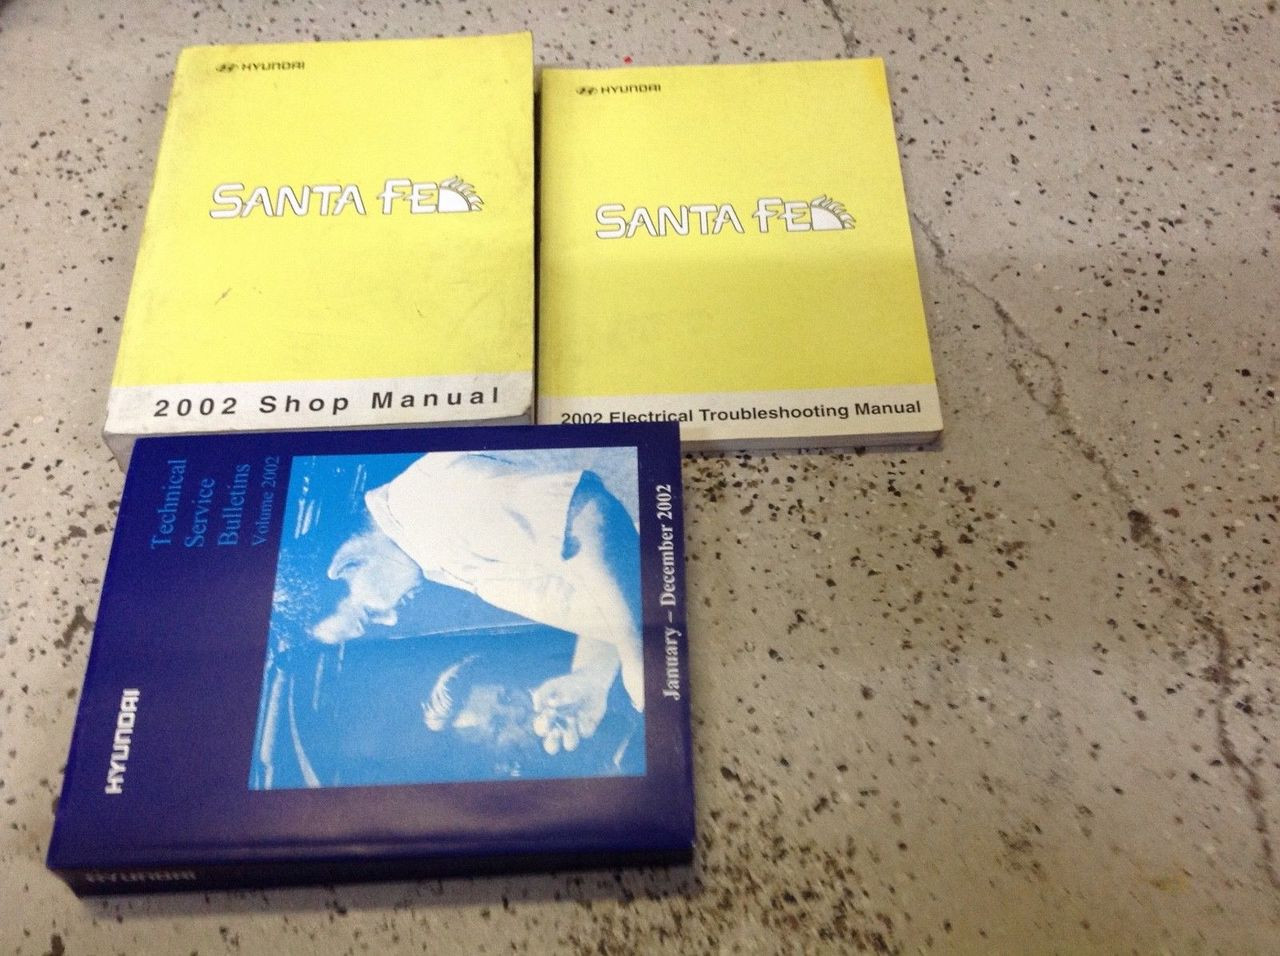 HYUNDAI
SANTA FE
2002 Shop Manual
HYUNDAI
SANTA FE
2002 Electrical Troubleshooting Manual
Technical
Service
Bulletins
Volume 2002
January – December 2002
HYUNDAI
HYUNDAI